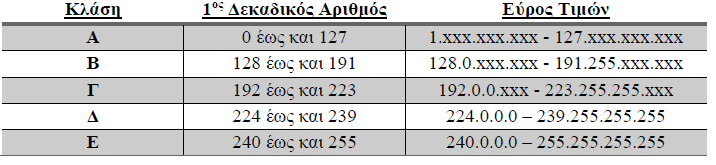 Κλάση 1ος Δεκαδικός Αριθμός Εύρος Τιμών
Α 0 έως και 127 1.xxx.xxx.xxx - 127.xxx.xxx.xxx
Β 128 έως και 191 128.0.xxx.xxx - 191.255.xxx.xxx
Γ 192 έως και 223 192.0.0.xxx - 223.255.255.xxx
Δ 224 έως και 239 224.0.0.0 – 239.255.255.255
Ε 240 έως και 255 240.0.0.0 – 255.255.255.255